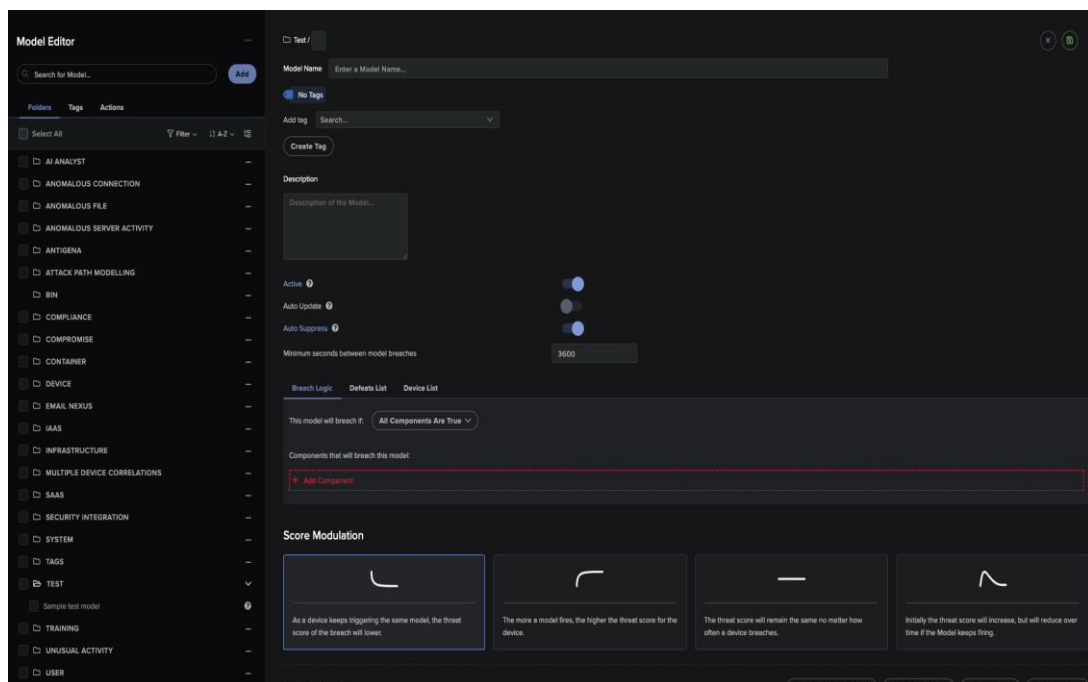 Model Editor
Search for Model...
Add
Folders Tags Actions
Select All Filter A-Z
AI ANALYST
ANOMALOUS CONNECTION
ANOMALOUS FILE
ANOMALOUS SERVER ACTIVITY
ANTIGENA
ATTACK PATH MODELLING
BIN
COMPLIANCE
COMPROMISE
CONTAINER
DEVICE
EMAIL NEXUS
IAAS
INFRASTRUCTURE
MULTIPLE DEVICE CORRELATIONS
SAAS
SECURITY INTEGRATION
SYSTEM
TAGS
TEST
Sample test model
TRAINING
UNUSUAL ACTIVITY
USER
Test /
Model Name Enter a Model Name...
No Tags
Add tag Search...
Create Tag
Description
Description of the Model...
Active
Auto Update
Auto Suppress
Minimum seconds between model breaches 3600
Breach Logic Defeats List Device List
This model will breach if: All Components Are True
Components that will breach this model:
+ Add Component
Score Modulation
As a device keeps triggering the same model, the threat
score of the breach will lower.
The more a model fires, the higher the threat score for the
device.
The threat score will remain the same no matter how
often a device breaches.
Initially the threat score will increase, but will reduce over
time if the Model keeps firing.